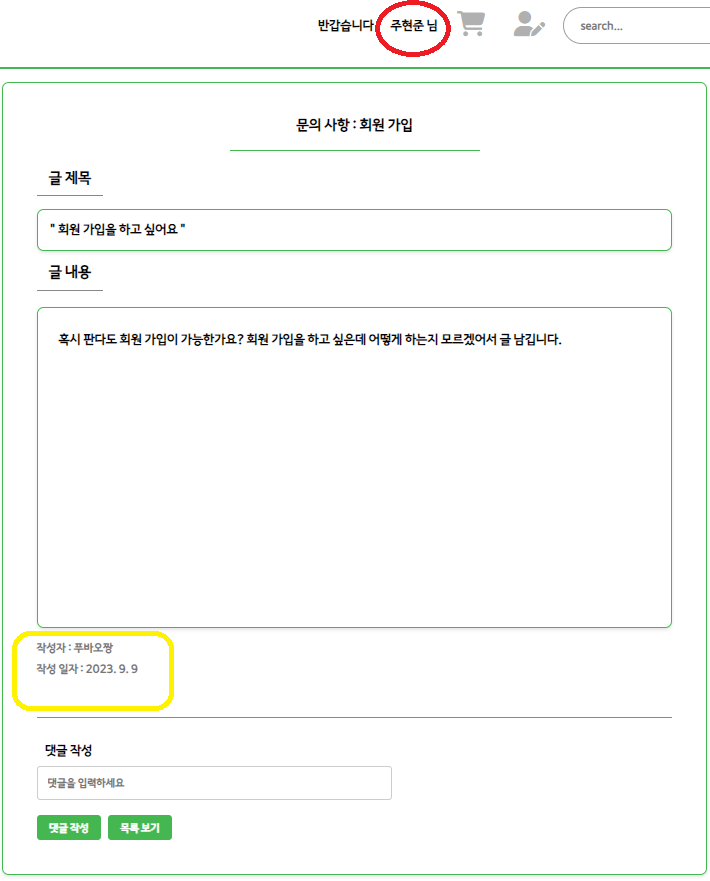 반갑습니다 주현준 님 search...
문의 사항 : 회원 가입
글 제목
" 회원 가입을 하고 싶어요 "
글 내용
혹시 판다도 회원 가입이 가능한가요? 회원 가입을 하고 싶은데 어떻게 하는지 모르겠어서 글 남깁니다.
작성자 : 푸바오짱
작성 일자 : 2023. 9. 9
댓글 작성
댓글을 입력하세요
댓글 작성 목록 보기